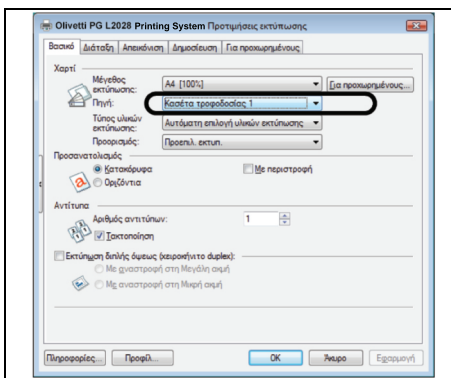 Olivetti PG L2028 Printing System Προτιμήσεις εκτύπωσης
Βασικό Διάταξη Απεικόνιση Δημοσίευση Για προχωρημένους
Χαρτί
Μέγεθος εκτύπωσης: A4 [100%] Για προχωρημένους...
Πηγή: Κασέτα τροφοδοσίας 1
Τύπος υλικών εκτύπωσης: Αυτόματη επιλογή υλικών εκτύπωσης
Προορισμός: Προεπιλ. εκτυπ.
Προσανατολισμός
Κατακόρυφα Με περιστροφή
Οριζόντια
Αντίτυπα
Αριθμός αντιτύπων: 1
Τακτοποίηση
Εκτύπωση διπλής όψεως (χειροκήνιτο duplex):
Με αναστροφή στη Μεγάλη ακμή
Με αναστροφή στη Μικρή ακμή
Πληροφορίες... Προφίλ... OK Άκυρο Εφαρμογή